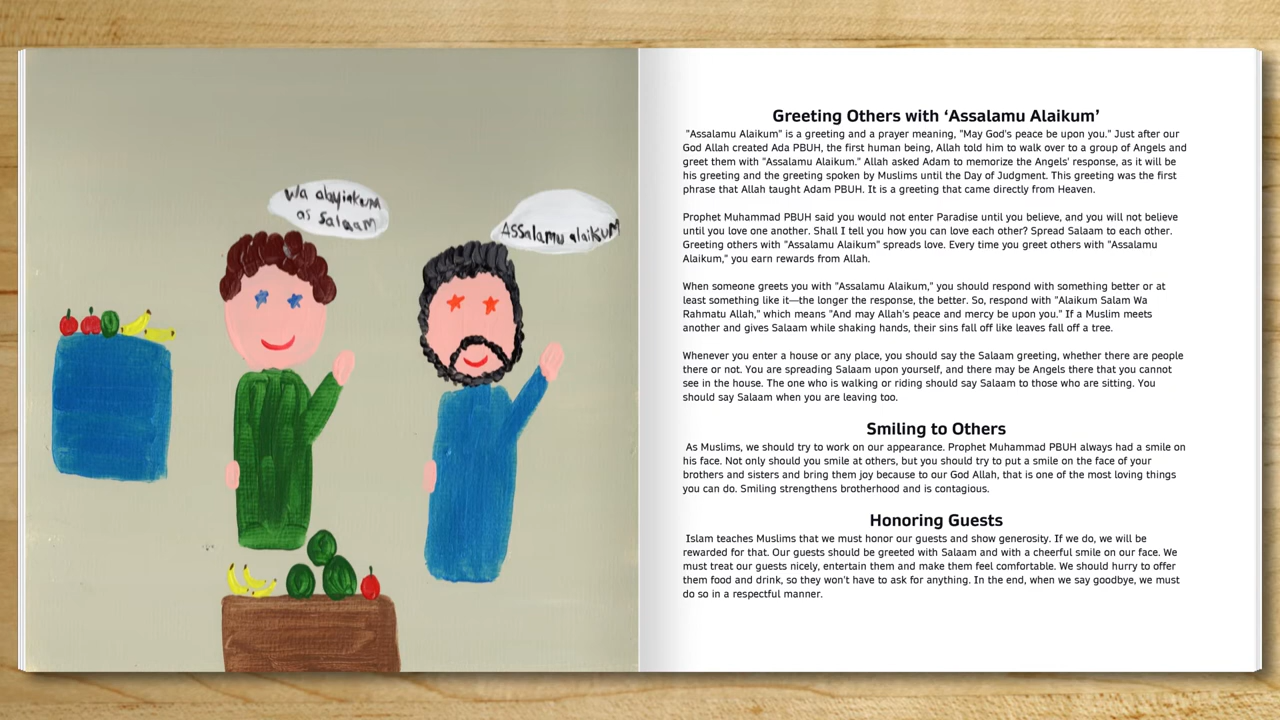 Wa alayiekum
as Salaam
Assalamu alaikum
Greeting Others with ‘Assalamu Alaikum’
"Assalamu Alaikum" is a greeting and a prayer meaning, "May God's peace be upon you." Just after our
God Allah created Ada PBUH, the first human being, Allah told him to walk over to a group of Angels and
greet them with "Assalamu Alaikum." Allah asked Adam to memorize the Angels' response, as it will be
his greeting and the greeting spoken by Muslims until the Day of Judgment. This greeting was the first
phrase that Allah taught Adam PBUH. It is a greeting that came directly from Heaven.
Prophet Muhammad PBUH said you would not enter Paradise until you believe, and you will not believe
until you love one another. Shall I tell you how you can love each other? Spread Salaam to each other.
Greeting others with "Assalamu Alaikum" spreads love. Every time you greet others with "Assalamu
Alaikum," you earn rewards from Allah.
When someone greets you with "Assalamu Alaikum," you should respond with something better or at
least something like it—the longer the response, the better. So, respond with "Alaikum Salam Wa
Rahmatu Allah," which means "And may Allah's peace and mercy be upon you." If a Muslim meets
another and gives Salaam while shaking hands, their sins fall off like leaves fall off a tree.
Whenever you enter a house or any place, you should say the Salaam greeting, whether there are people
there or not. You are spreading Salaam upon yourself, and there may be Angels there that you cannot
see in the house. The one who is walking or riding should say Salaam to those who are sitting. You
should say Salaam when you are leaving too.
Smiling to Others
As Muslims, we should try to work on our appearance. Prophet Muhammad PBUH always had a smile on
his face. Not only should you smile at others, but you should try to put a smile on the face of your
brothers and sisters and bring them joy because to our God Allah, that is one of the most loving things
you can do. Smiling strengthens brotherhood and is contagious.
Honoring Guests
Islam teaches Muslims that we must honor our guests and show generosity. If we do, we will be
rewarded for that. Our guests should be greeted with Salaam and with a cheerful smile on our face. We
must treat our guests nicely, entertain them and make them feel comfortable. We should hurry to offer
them food and drink, so they won't have to ask for anything. In the end, when we say goodbye, we must
do so in a respectful manner.